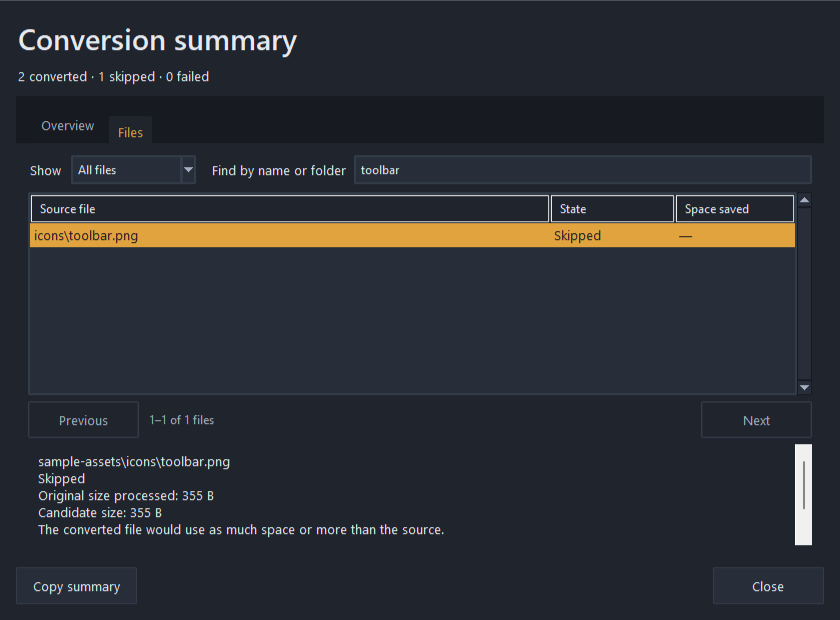 Conversion summary
2 converted · 1 skipped · 0 failed
Overview Files
Show All files Find by name or folder toolbar
Source file State Space saved
icons\toolbar.png Skipped —
Previous 1–1 of 1 files Next
sample-assets\icons\toolbar.png
Skipped
Original size processed: 355 B
Candidate size: 355 B
The converted file would use as much space or more than the source.
Copy summary Close